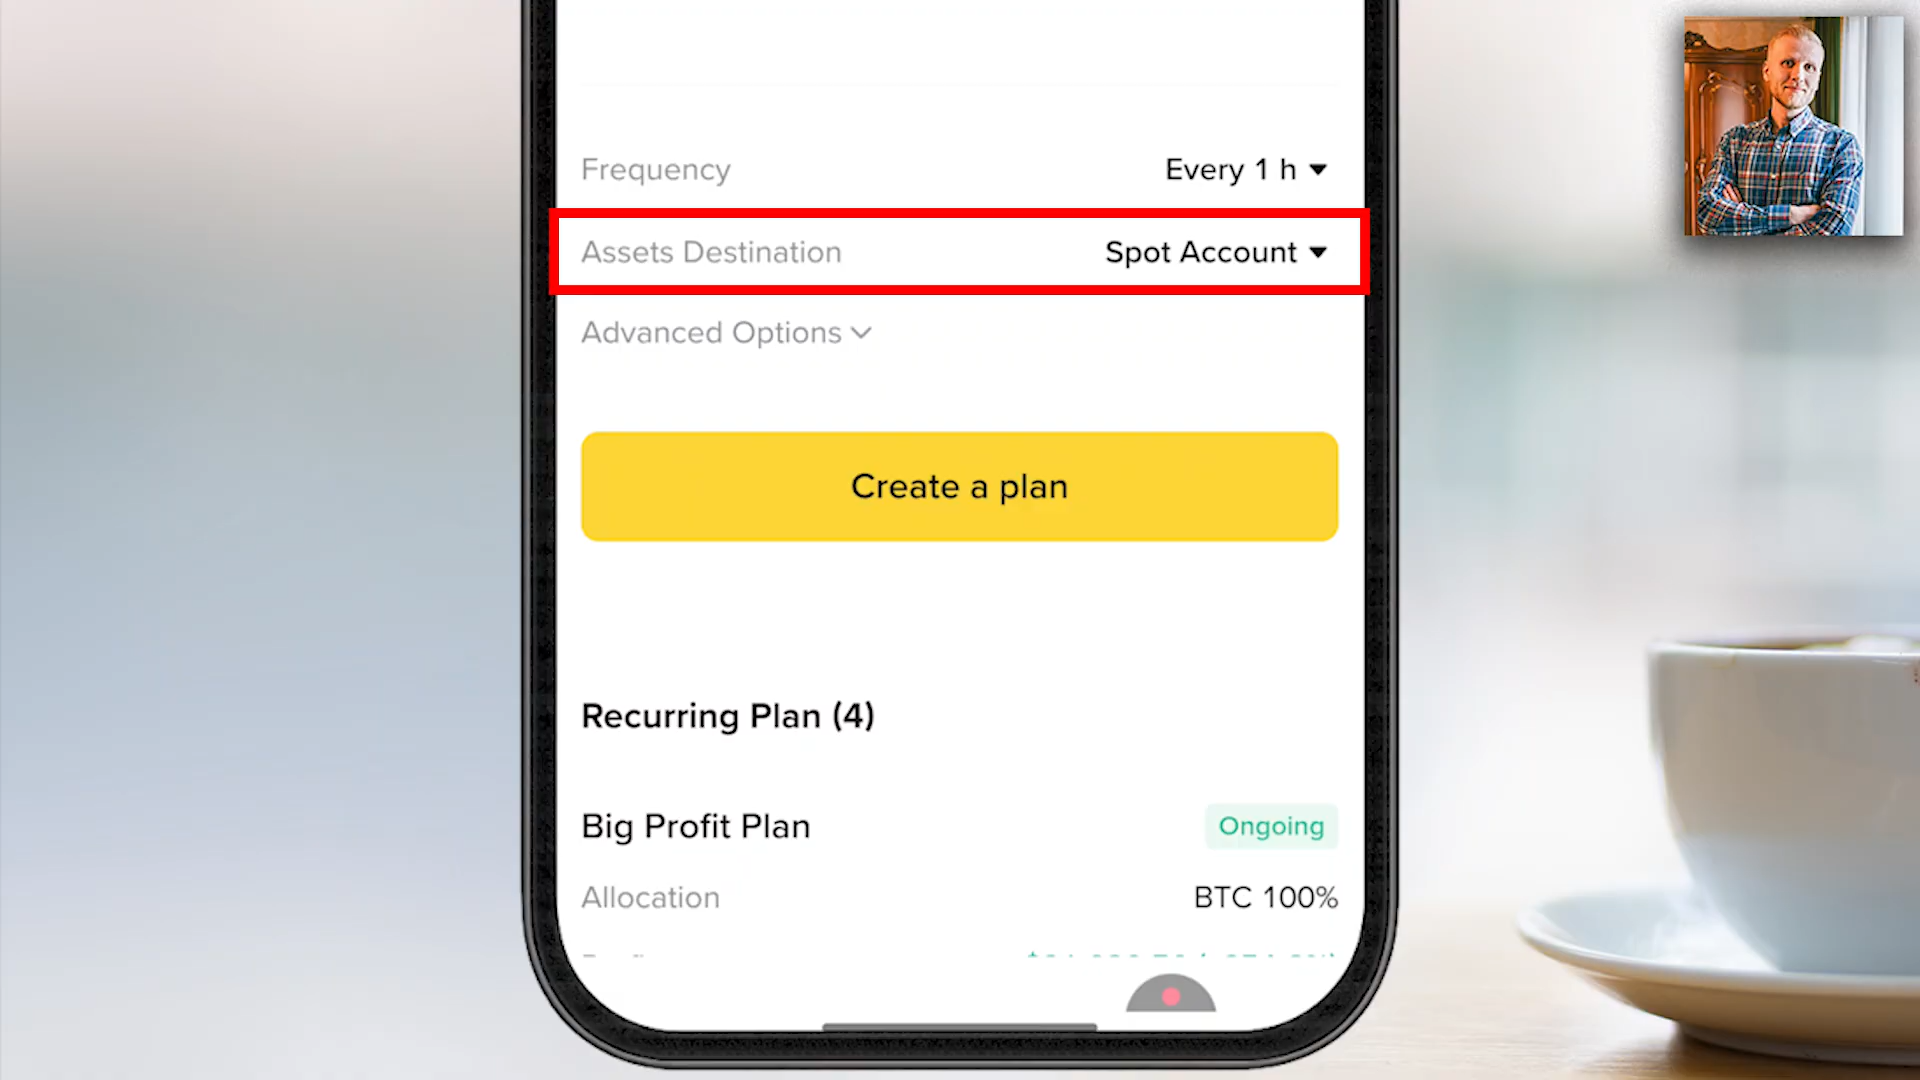 Frequency
Every 1 h
Assets Destination
Spot Account
Advanced Options
Create a plan
Recurring Plan (4)
Big Profit Plan
Ongoing
Allocation
BTC 100%